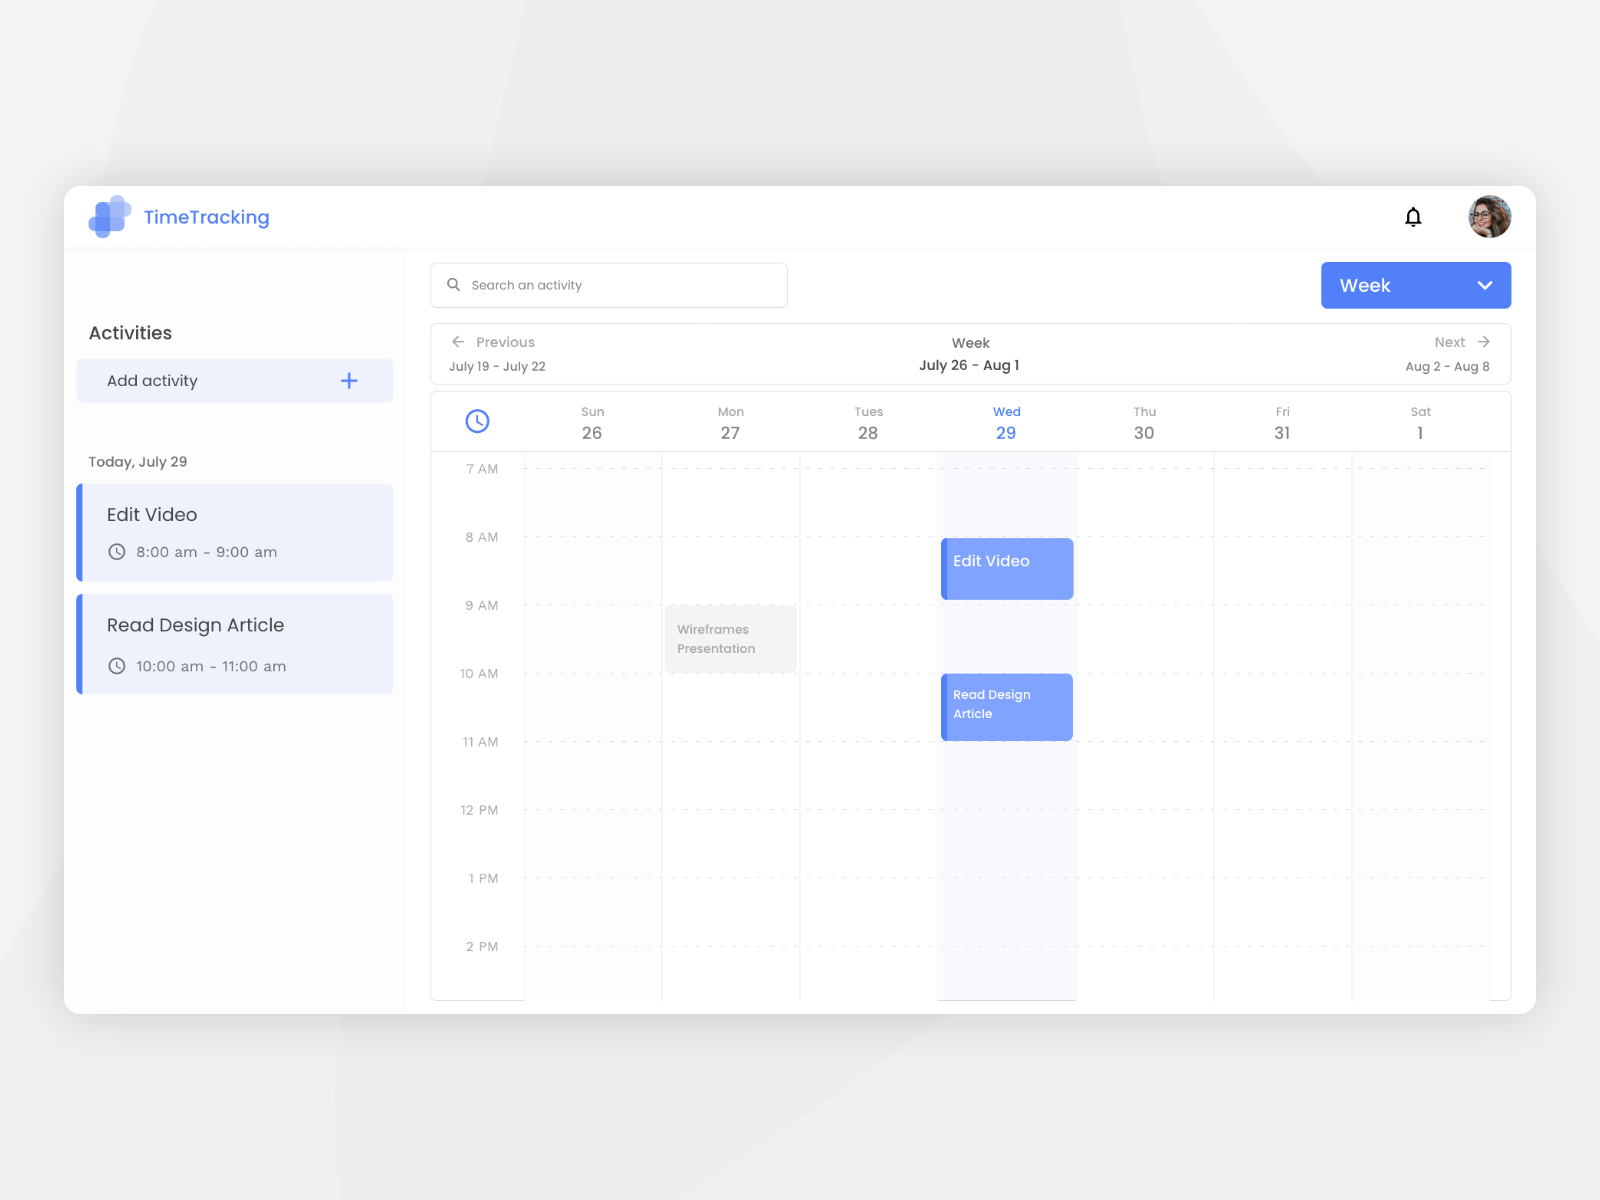 TimeTracking
Search an activity
Week
Activities
Add activity
Today, July 29
Edit Video
8:00 am - 9:00 am
Read Design Article
10:00 am - 11:00 am
Previous
July 19 - July 22
Week
July 26 - Aug 1
Next
Aug 2 - Aug 8
Sun
26
Mon
27
Tues
28
Wed
29
Thu
30
Fri
31
Sat
1
7 AM
8 AM
Edit Video
9 AM
Wireframes
Presentation
10 AM
Read Design
Article
11 AM
12 PM
1 PM
2 PM